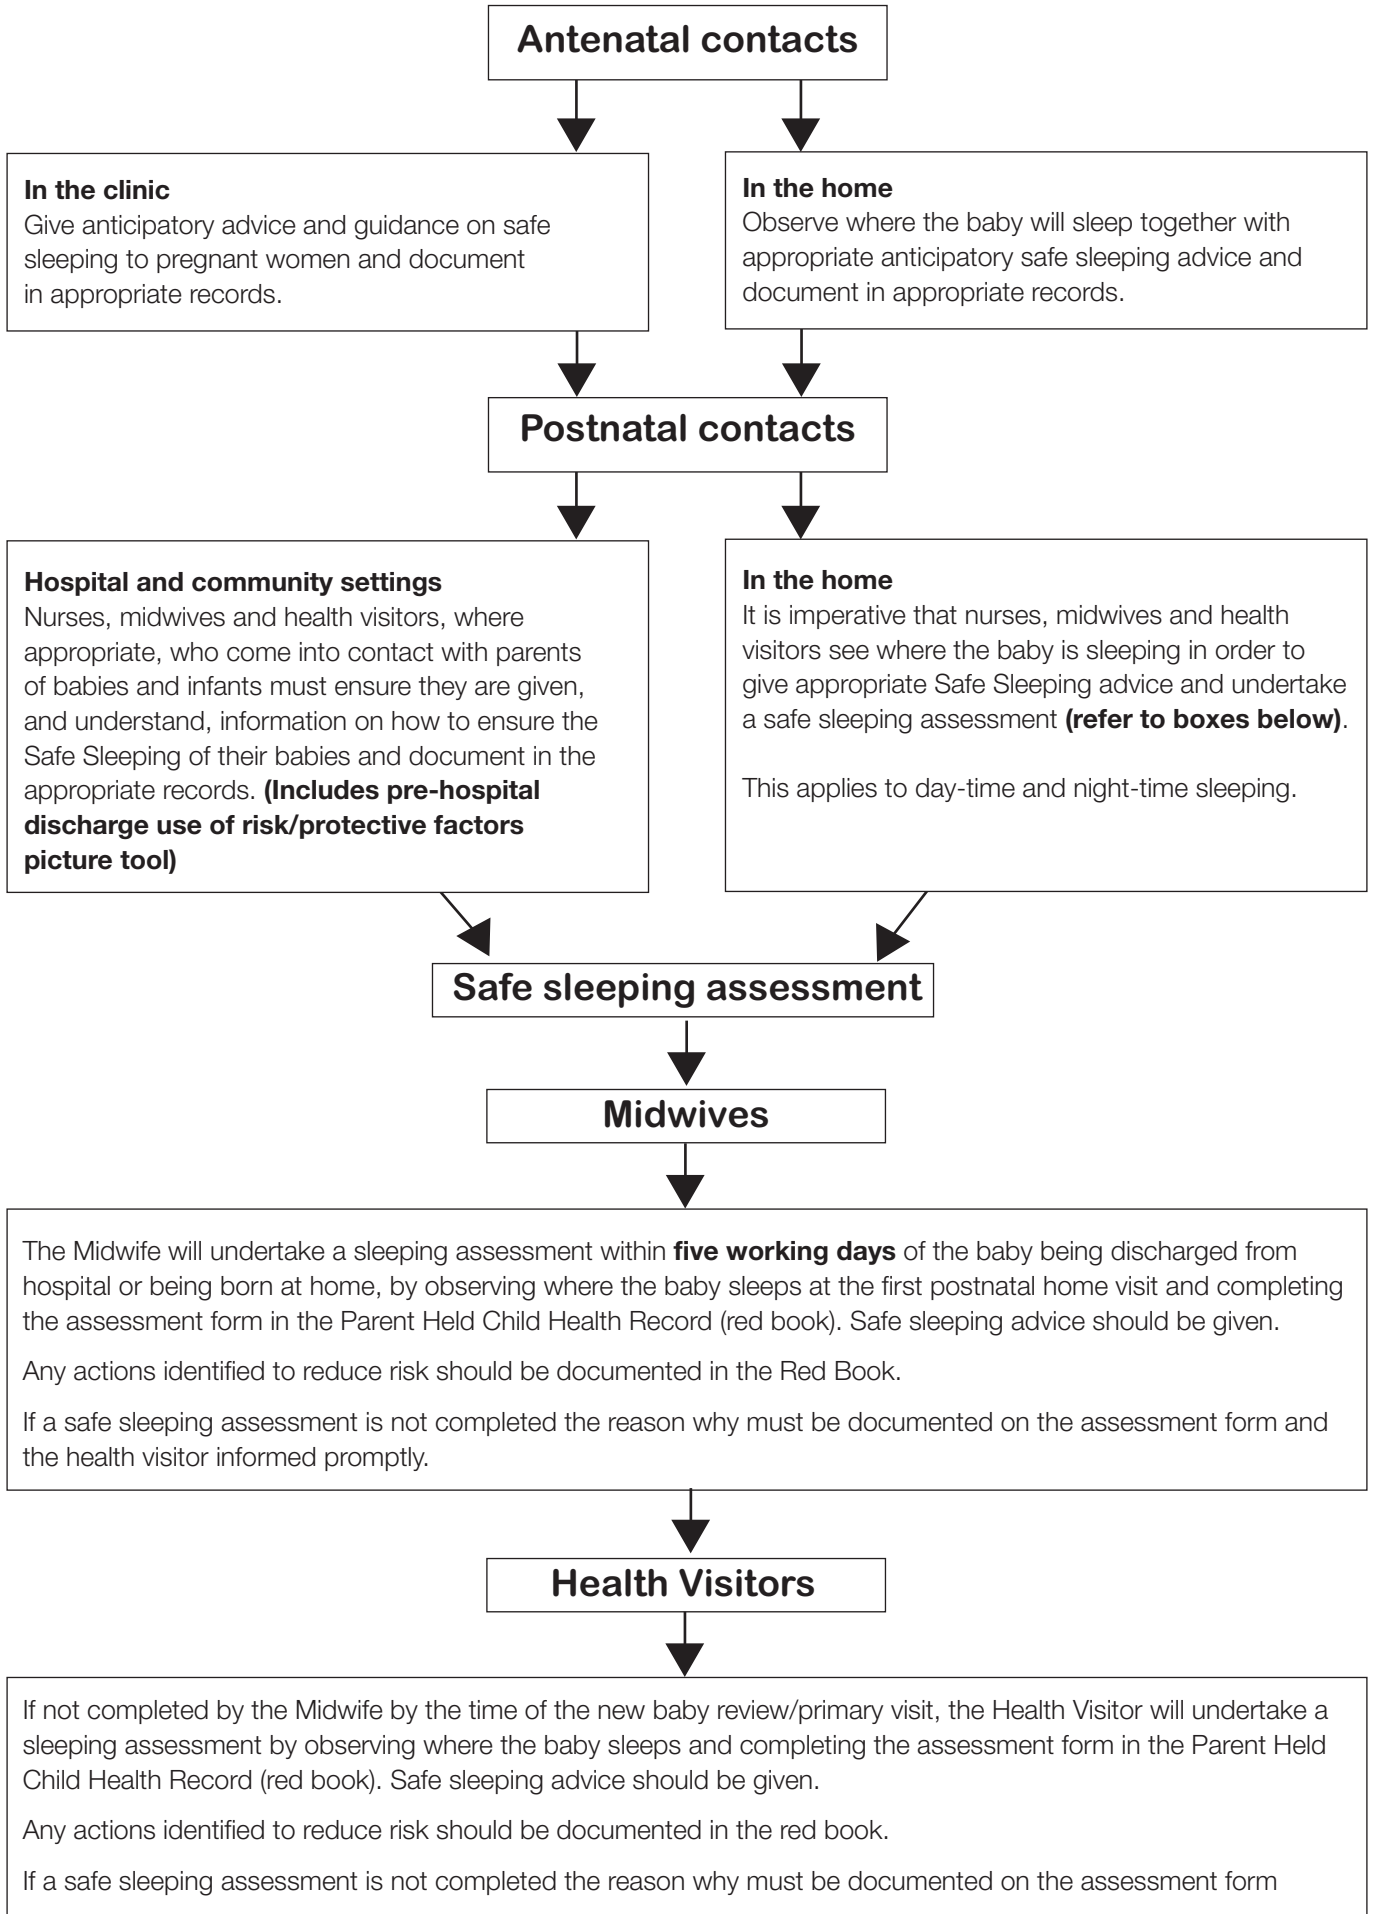 Antenatal contacts
In the clinic
Give anticipatory advice and guidance on safe
sleeping to pregnant women and document
in appropriate records.
In the home
Observe where the baby will sleep together with
appropriate anticipatory safe sleeping advice and
document in appropriate records.
Postnatal contacts
Hospital and community settings
Nurses, midwives and health visitors, where
appropriate, who come into contact with parents
of babies and infants must ensure they are given,
and understand, information on how to ensure the
Safe Sleeping of their babies and document in the
appropriate records. (Includes pre-hospital
discharge use of risk/protective factors
picture tool)
In the home
It is imperative that nurses, midwives and health
visitors see where the baby is sleeping in order to
give appropriate Safe Sleeping advice and undertake
a safe sleeping assessment (refer to boxes below).
This applies to day-time and night-time sleeping.
Safe sleeping assessment
Midwives
The Midwife will undertake a sleeping assessment within five working days of the baby being discharged from
hospital or being born at home, by observing where the baby sleeps at the first postnatal home visit and completing
the assessment form in the Parent Held Child Health Record (red book). Safe sleeping advice should be given.
Any actions identified to reduce risk should be documented in the Red Book.
If a safe sleeping assessment is not completed the reason why must be documented on the assessment form and
the health visitor informed promptly.
Health Visitors
If not completed by the Midwife by the time of the new baby review/primary visit, the Health Visitor will undertake a
sleeping assessment by observing where the baby sleeps and completing the assessment form in the Parent Held
Child Health Record (red book). Safe sleeping advice should be given.
Any actions identified to reduce risk should be documented in the red book.
If a safe sleeping assessment is not completed the reason why must be documented on the assessment form